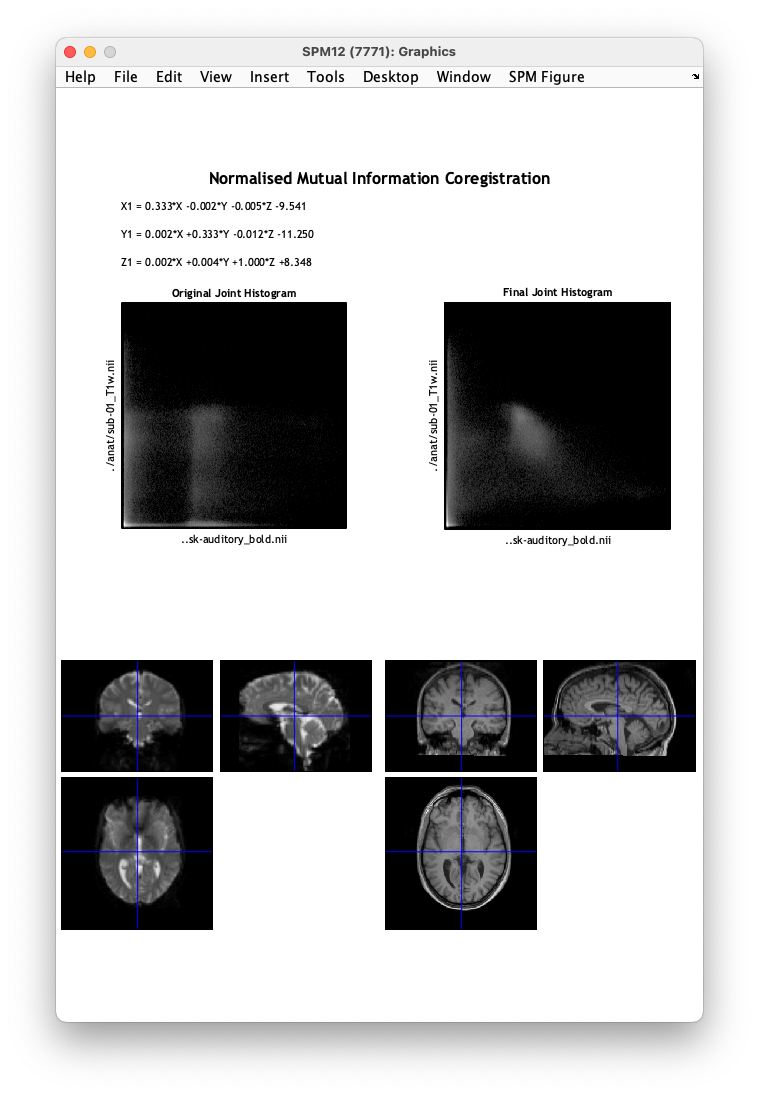 SPM12 (7771): Graphics
Help File Edit View Insert Tools Desktop Window SPM Figure
Normalised Mutual Information Coregistration
X1 = 0.333*X -0.002*Y -0.005*Z -9.541
Y1 = 0.002*X +0.333*Y -0.012*Z -11.250
Z1 = 0.002*X +0.004*Y +1.000*Z +8.348
Original Joint Histogram
./anat/sub-01_T1w.nii
..sk-auditory_bold.nii
Final Joint Histogram
./anat/sub-01_T1w.nii
..sk-auditory_bold.nii